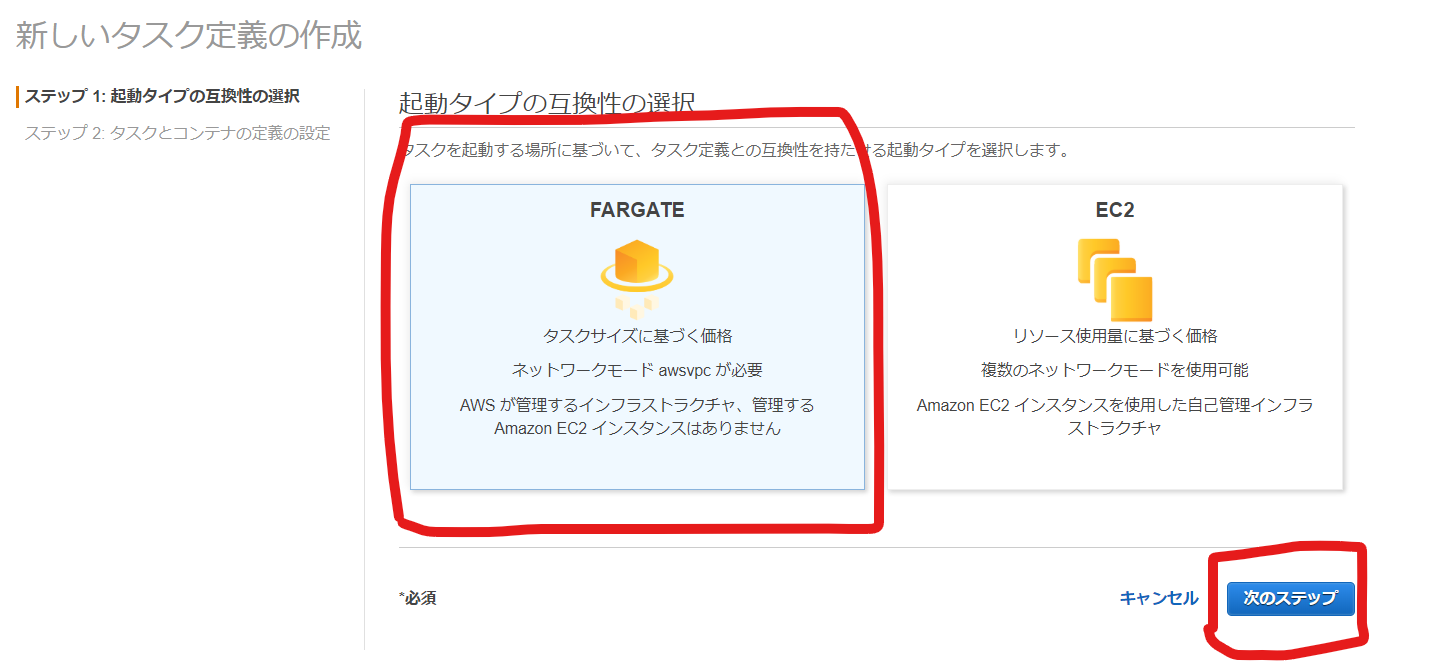 新しいタスク定義の作成
ステップ 1: 起動タイプの互換性の選択
ステップ 2: タスクとコンテナの定義の設定
起動タイプの互換性の選択
タスクを起動する場所に基づいて、タスク定義との互換性を持たせる起動タイプを選択します。
FARGATE
タスクサイズに基づく価格
ネットワークモード awsvpc が必要
AWS が管理するインフラストラクチャ、管理する
Amazon EC2 インスタンスはありません
EC2
リソース使用量に基づく価格
複数のネットワークモードを使用可能
Amazon EC2 インスタンスを使用した自己管理インフラ
ストラクチャ
*必須
キャンセル
次のステップ